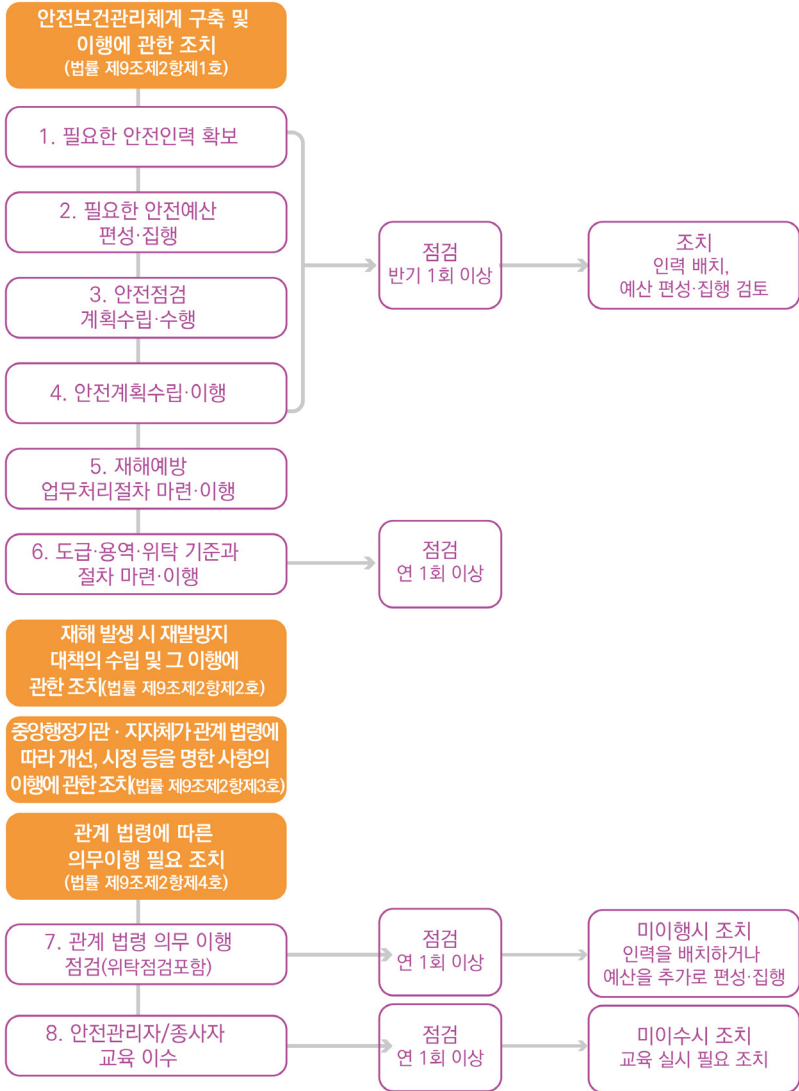 안전보건관리체계 구축 및
이행에 관한 조치
(법률 제9조제2항제1호)
1. 필요한 안전인력 확보
2. 필요한 안전예산
편성·집행
3. 안전점검
계획수립·수행
4. 안전계획수립·이행
점검
반기 1회 이상
조치
인력 배치,
예산 편성·집행 검토
5. 재해예방
업무처리절차 마련·이행
6. 도급·용역·위탁 기준과
절차 마련·이행
점검
연 1회 이상
재해 발생 시 재발방지
대책의 수립 및 그 이행에
관한 조치(법률 제9조제2항제2호)
중앙행정기관 · 지자체가 관계 법령에
따라 개선, 시정 등을 명한 사항의
이행에 관한 조치(법률 제9조제2항제3호)
관계 법령에 따른
의무이행 필요 조치
(법률 제9조제2항제4호)
7. 관계 법령 의무 이행
점검(위탁점검포함)
점검
연 1회 이상
미이행시 조치
인력을 배치하거나
예산을 추가로 편성·집행
8. 안전관리자/종사자
교육 이수
점검
연 1회 이상
미이수시 조치
교육 실시 필요 조치